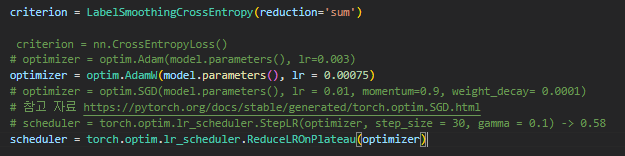 criterion = LabelSmoothingCrossEntropy(reduction='sum')
criterion = nn.CrossEntropyLoss()
# optimizer = optim.Adam(model.parameters(), lr=0.003)
optimizer = optim.AdamW(model.parameters(), lr = 0.00075)
# optimizer = optim.SGD(model.parameters(), lr = 0.01, momentum=0.9, weight_decay= 0.0001)
# 참고 자료 https://pytorch.org/docs/stable/generated/torch.optim.SGD.html
# scheduler = torch.optim.lr_scheduler.StepLR(optimizer, step_size = 30, gamma = 0.1) -> 0.58
scheduler = torch.optim.lr_scheduler.ReduceLROnPlateau(optimizer)